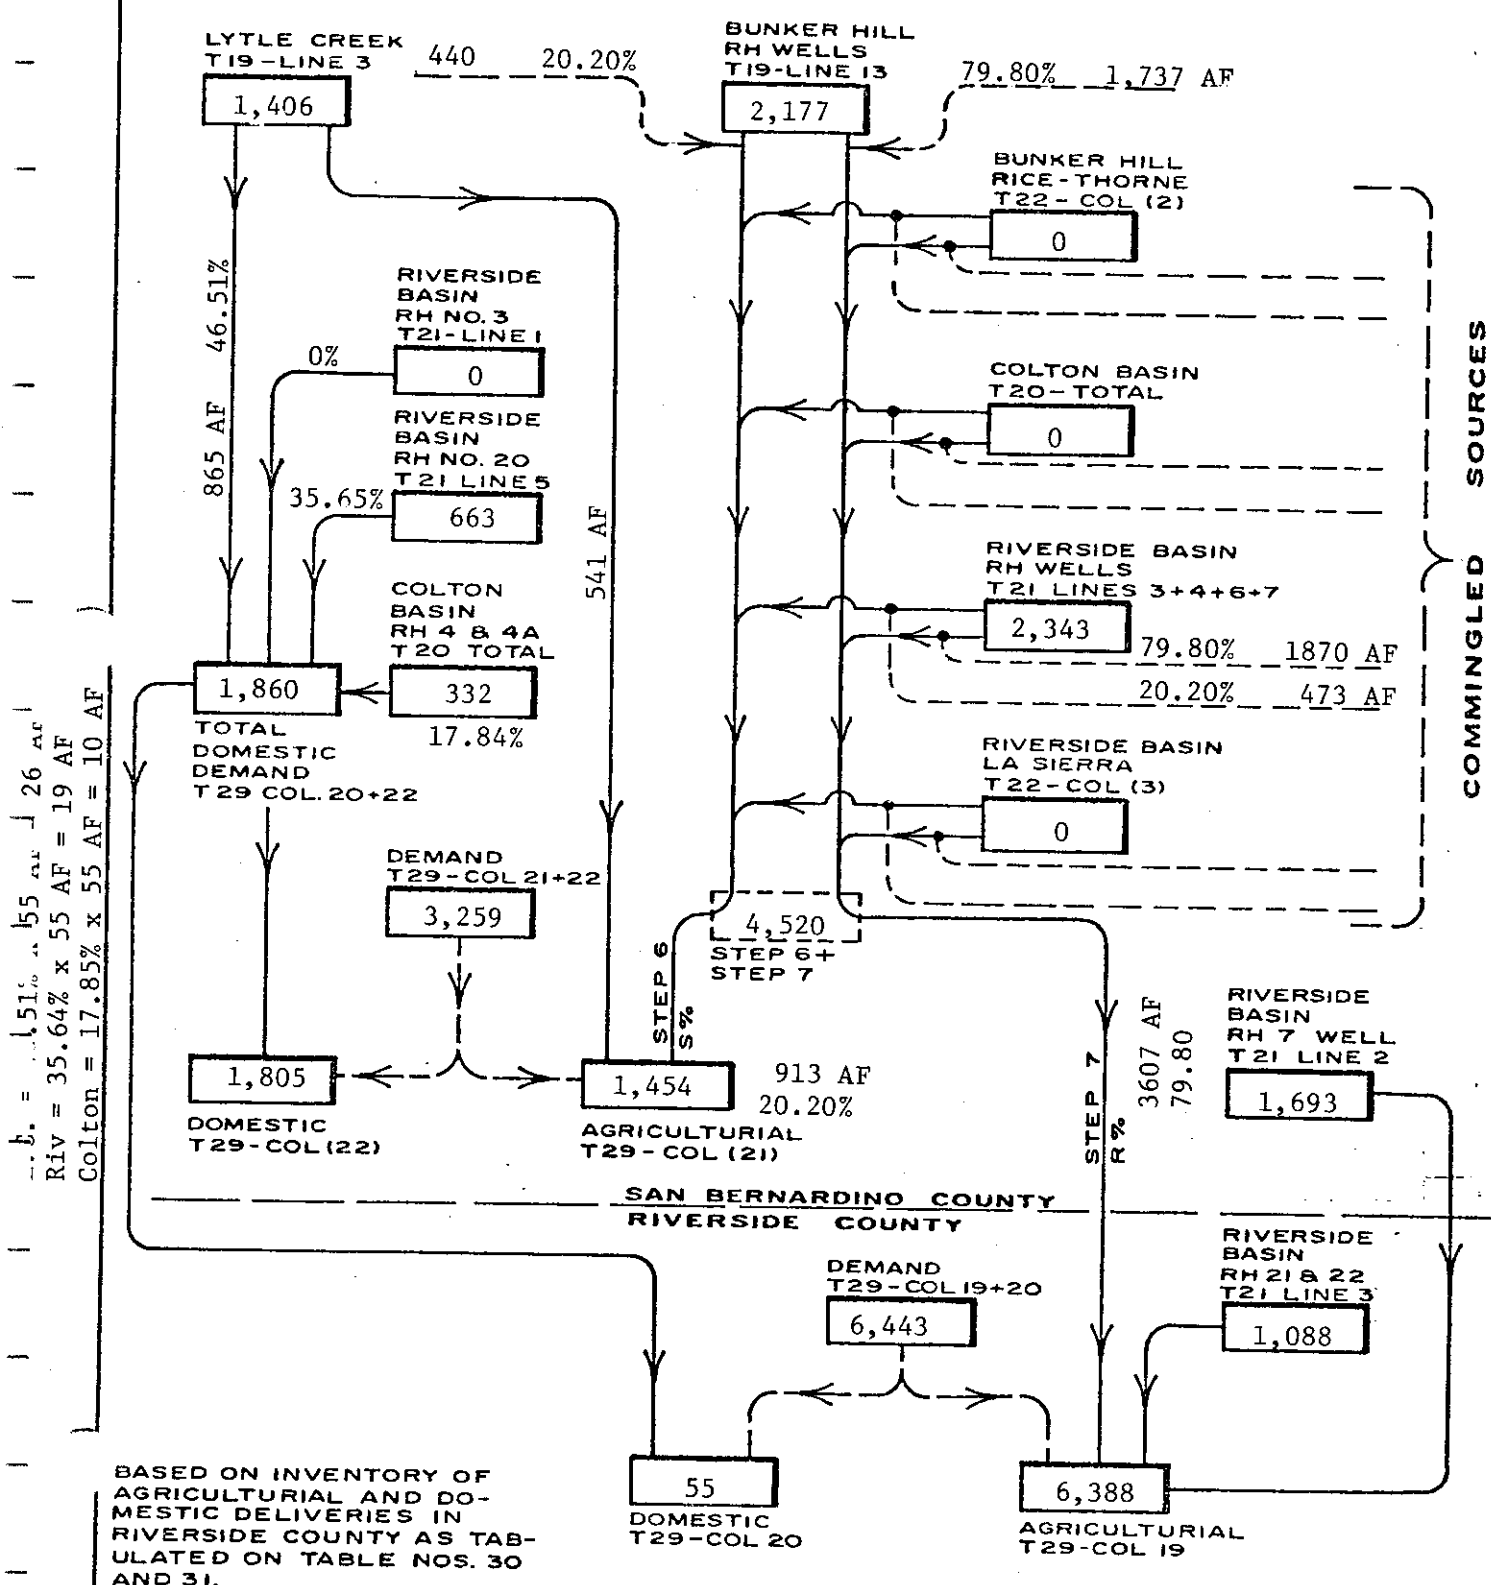 LYTLE CREEK
T19-LINE 3
1,406
440 20.20%
BUNKER HILL
RH WELLS
T19-LINE 13
2,177
79.80% 1,737 AF
BUNKER HILL
RICE-THORNE
T22-COL (2)
0
RIVERSIDE
BASIN
RH NO. 3
T21-LINE 1
0%
0
865 AF 46.51%
RIVERSIDE
BASIN
RH NO. 20
T21 LINE 5
35.65%
663
541 AF
COLTON BASIN
T20-TOTAL
0
COMMINGLED SOURCES
RIVERSIDE BASIN
RH WELLS
T21 LINES 3+4+6+7
2,343
79.80% 1870 AF
20.20% 473 AF
COLTON
BASIN
RH 4 & 4A
T20 TOTAL
332
17.84%
1,860
TOTAL
DOMESTIC
DEMAND
T29 COL. 20+22
RIVERSIDE BASIN
LA SIERRA
T22-COL (3)
0
55 AF 26 AF
Riv = 35.64% x 55 AF = 19 AF
Colton = 17.85% x 55 AF = 10 AF
DEMAND
T29-COL 21+22
3,259
4,520
STEP 6+
STEP 7
STEP 6
S%
1,805
DOMESTIC
T29-COL (22)
1,454
913 AF
20.20%
AGRICULTURIAL
T29-COL (21)
STEP 7
R%
3607 AF
79.80
RIVERSIDE
BASIN
RH 7 WELL
T21 LINE 2
1,693
SAN BERNARDINO COUNTY
RIVERSIDE COUNTY
DEMAND
T29-COL 19+20
6,443
RIVERSIDE
BASIN
RH 21 & 22
T21 LINE 3
1,088
55
DOMESTIC
T29-COL 20
6,388
AGRICULTURIAL
T29-COL 19
BASED ON INVENTORY OF
AGRICULTURIAL AND DO-
MESTIC DELIVERIES IN
RIVERSIDE COUNTY AS TAB-
ULATED ON TABLE NOS. 30
AND 31.